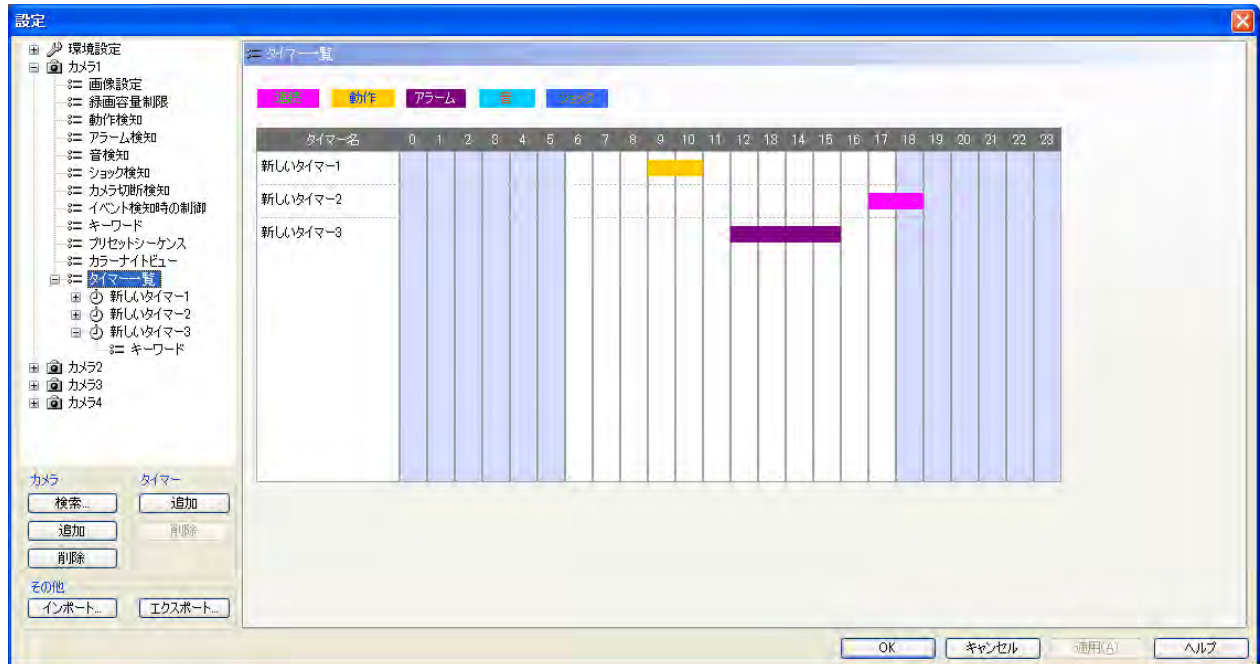 設定
環境設定
カメラ1
画像設定
録画容量制限
動作検知
アラーム検知
音検知
ショック検知
カメラ切断検知
イベント検知時の制御
キーワード
プリセットシーケンス
カラーナイトビュー
タイマー一覧
新しいタイマー1
新しいタイマー2
新しいタイマー3
キーワード
カメラ2
カメラ3
カメラ4
カメラ タイマー
検索... 追加
追加 削除
削除
その他
インポート... エクスポート...
タイマー一覧
連続 動作 アラーム 音 ショック
タイマー名 0 1 2 3 4 5 6 7 8 9 10 11 12 13 14 15 16 17 18 19 20 21 22 23
新しいタイマー1
新しいタイマー2
新しいタイマー3
OK キャンセル 適用(A) ヘルプ